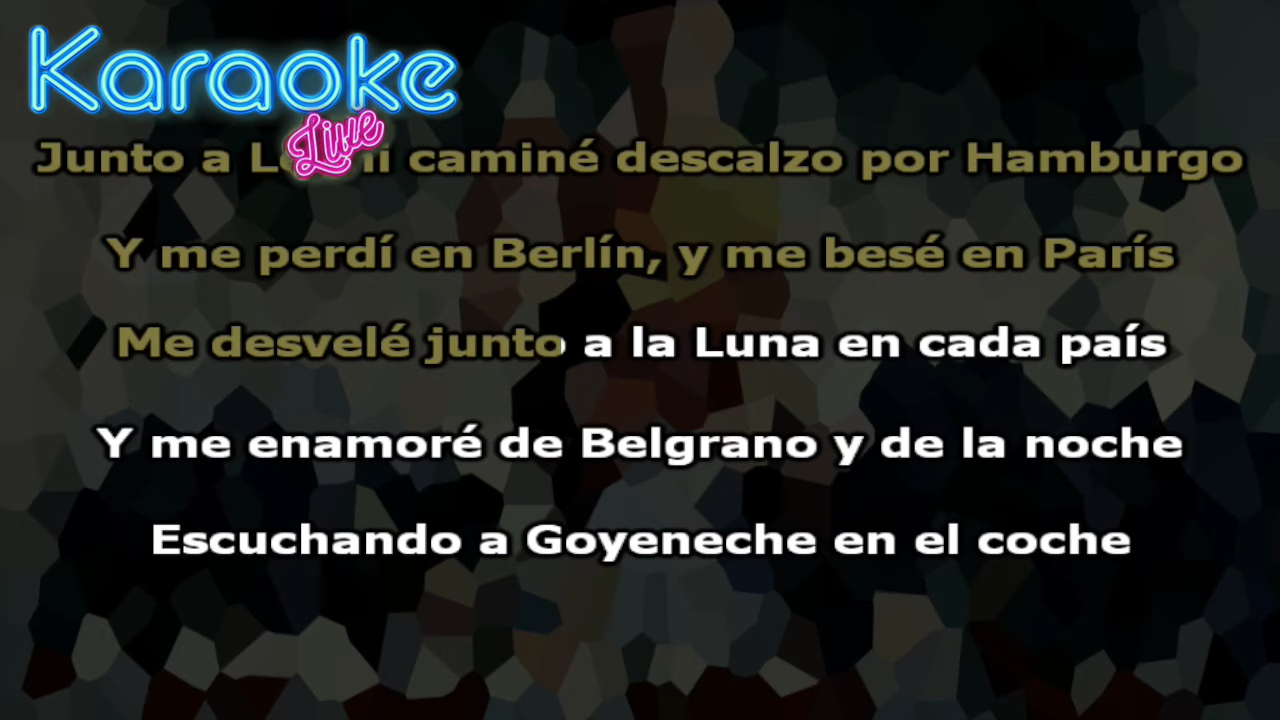 Karaoke
Live
Junto a caminé descalzo por Hamburgo
Y me perdí en Berlín, y me besé en París
Me desvelé junto a la Luna en cada país
Y me enamoré de Belgrano y de la noche
Escuchando a Goyeneche en el coche